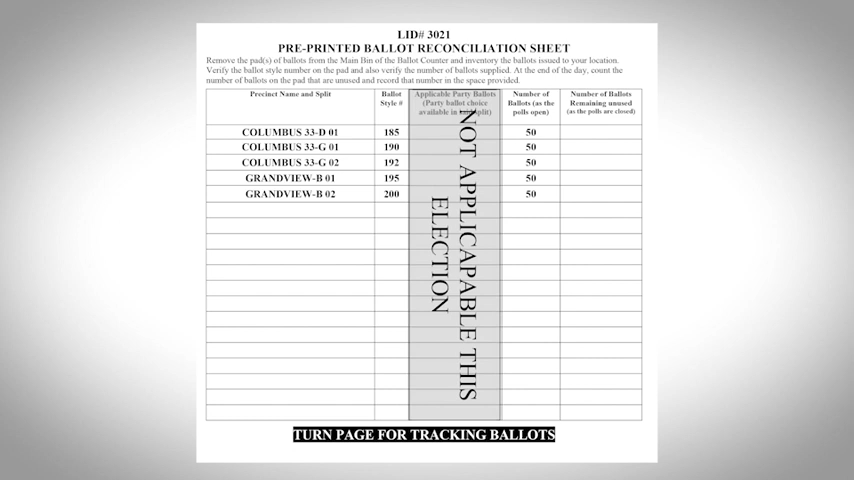 LID# 3021
PRE-PRINTED BALLOT RECONCILIATION SHEET
Remove the pad(s) of ballots from the Main Bin of the Ballot Counter and inventory the ballots issued to your location.
Verify the ballot style number on the pad and also verify the number of ballots supplied. At the end of the day, count the
number of ballots on the pad that are unused and record that number in the space provided.
Precinct Name and Split
Ballot
Style #
Applicable Party Ballots
(Party ballot choice
available in split)
Number of
Ballots (as the
polls open)
Number of Ballots
Remaining unused
(as the polls are closed)
COLUMBUS 33-D 01 185 50
COLUMBUS 33-G 01 190 50
COLUMBUS 33-G 02 192 50
GRANDVIEW-B 01 195 50
GRANDVIEW-B 02 200 50
NOT APPLICAPABLE THIS
ELECTION
TURN PAGE FOR TRACKING BALLOTS